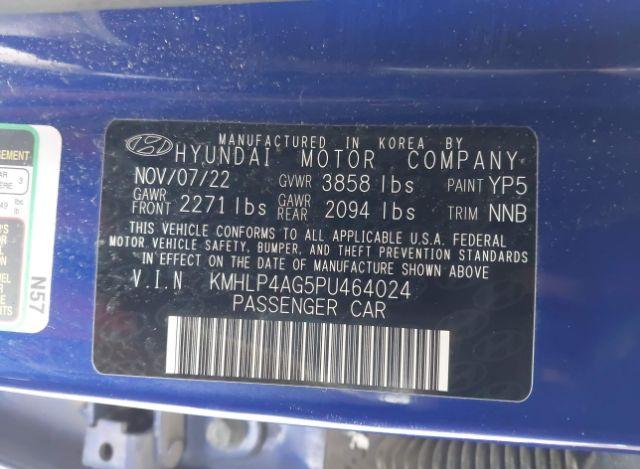 MANUFACTURED IN KOREA BY
HYUNDAI MOTOR COMPANY
NOV/07/22 GVWR 3858 lbs PAINT YP5
GAWR FRONT 2271 lbs GAWR REAR 2094 lbs TRIM NNB
THIS VEHICLE CONFORMS TO ALL APPLICABLE U.S.A. FEDERAL
MOTOR VEHICLE SAFETY, BUMPER, AND THEFT PREVENTION STANDARDS
IN EFFECT ON THE DATE OF MANUFACTURE SHOWN ABOVE
V.I.N KMHLP4AG5PU464024
PASSENGER CAR
N57